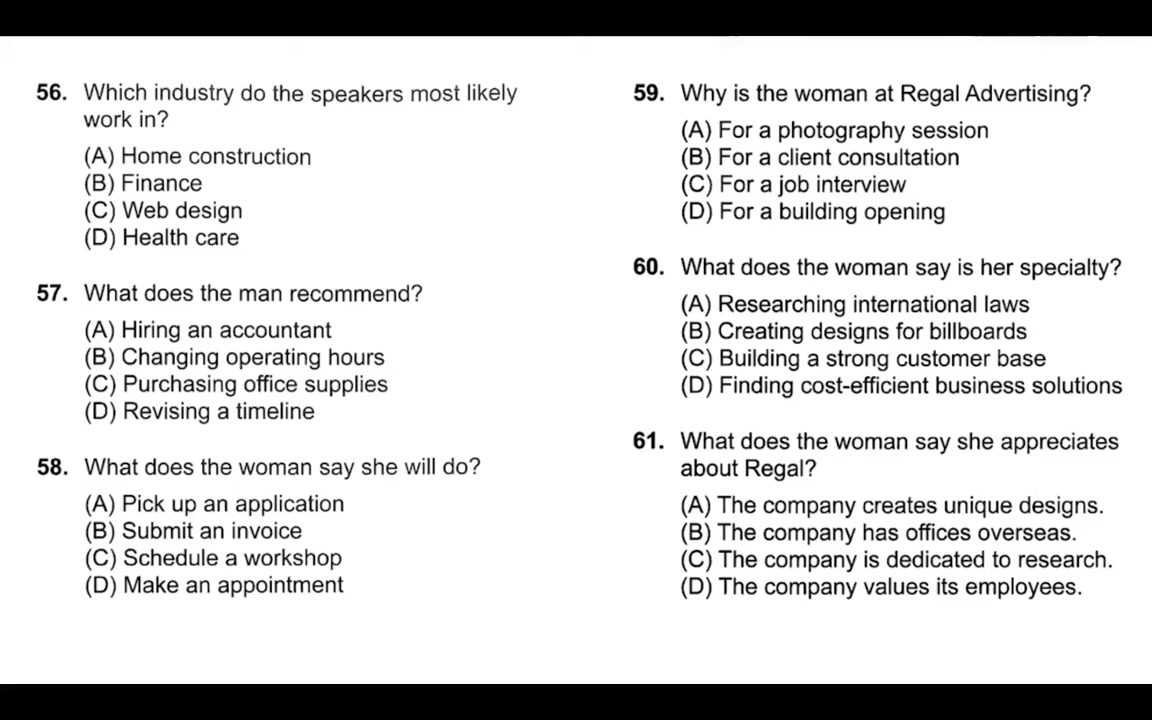 56. Which industry do the speakers most likely
work in?
(A) Home construction
(B) Finance
(C) Web design
(D) Health care
57. What does the man recommend?
(A) Hiring an accountant
(B) Changing operating hours
(C) Purchasing office supplies
(D) Revising a timeline
58. What does the woman say she will do?
(A) Pick up an application
(B) Submit an invoice
(C) Schedule a workshop
(D) Make an appointment
59. Why is the woman at Regal Advertising?
(A) For a photography session
(B) For a client consultation
(C) For a job interview
(D) For a building opening
60. What does the woman say is her specialty?
(A) Researching international laws
(B) Creating designs for billboards
(C) Building a strong customer base
(D) Finding cost-efficient business solutions
61. What does the woman say she appreciates
about Regal?
(A) The company creates unique designs.
(B) The company has offices overseas.
(C) The company is dedicated to research.
(D) The company values its employees.